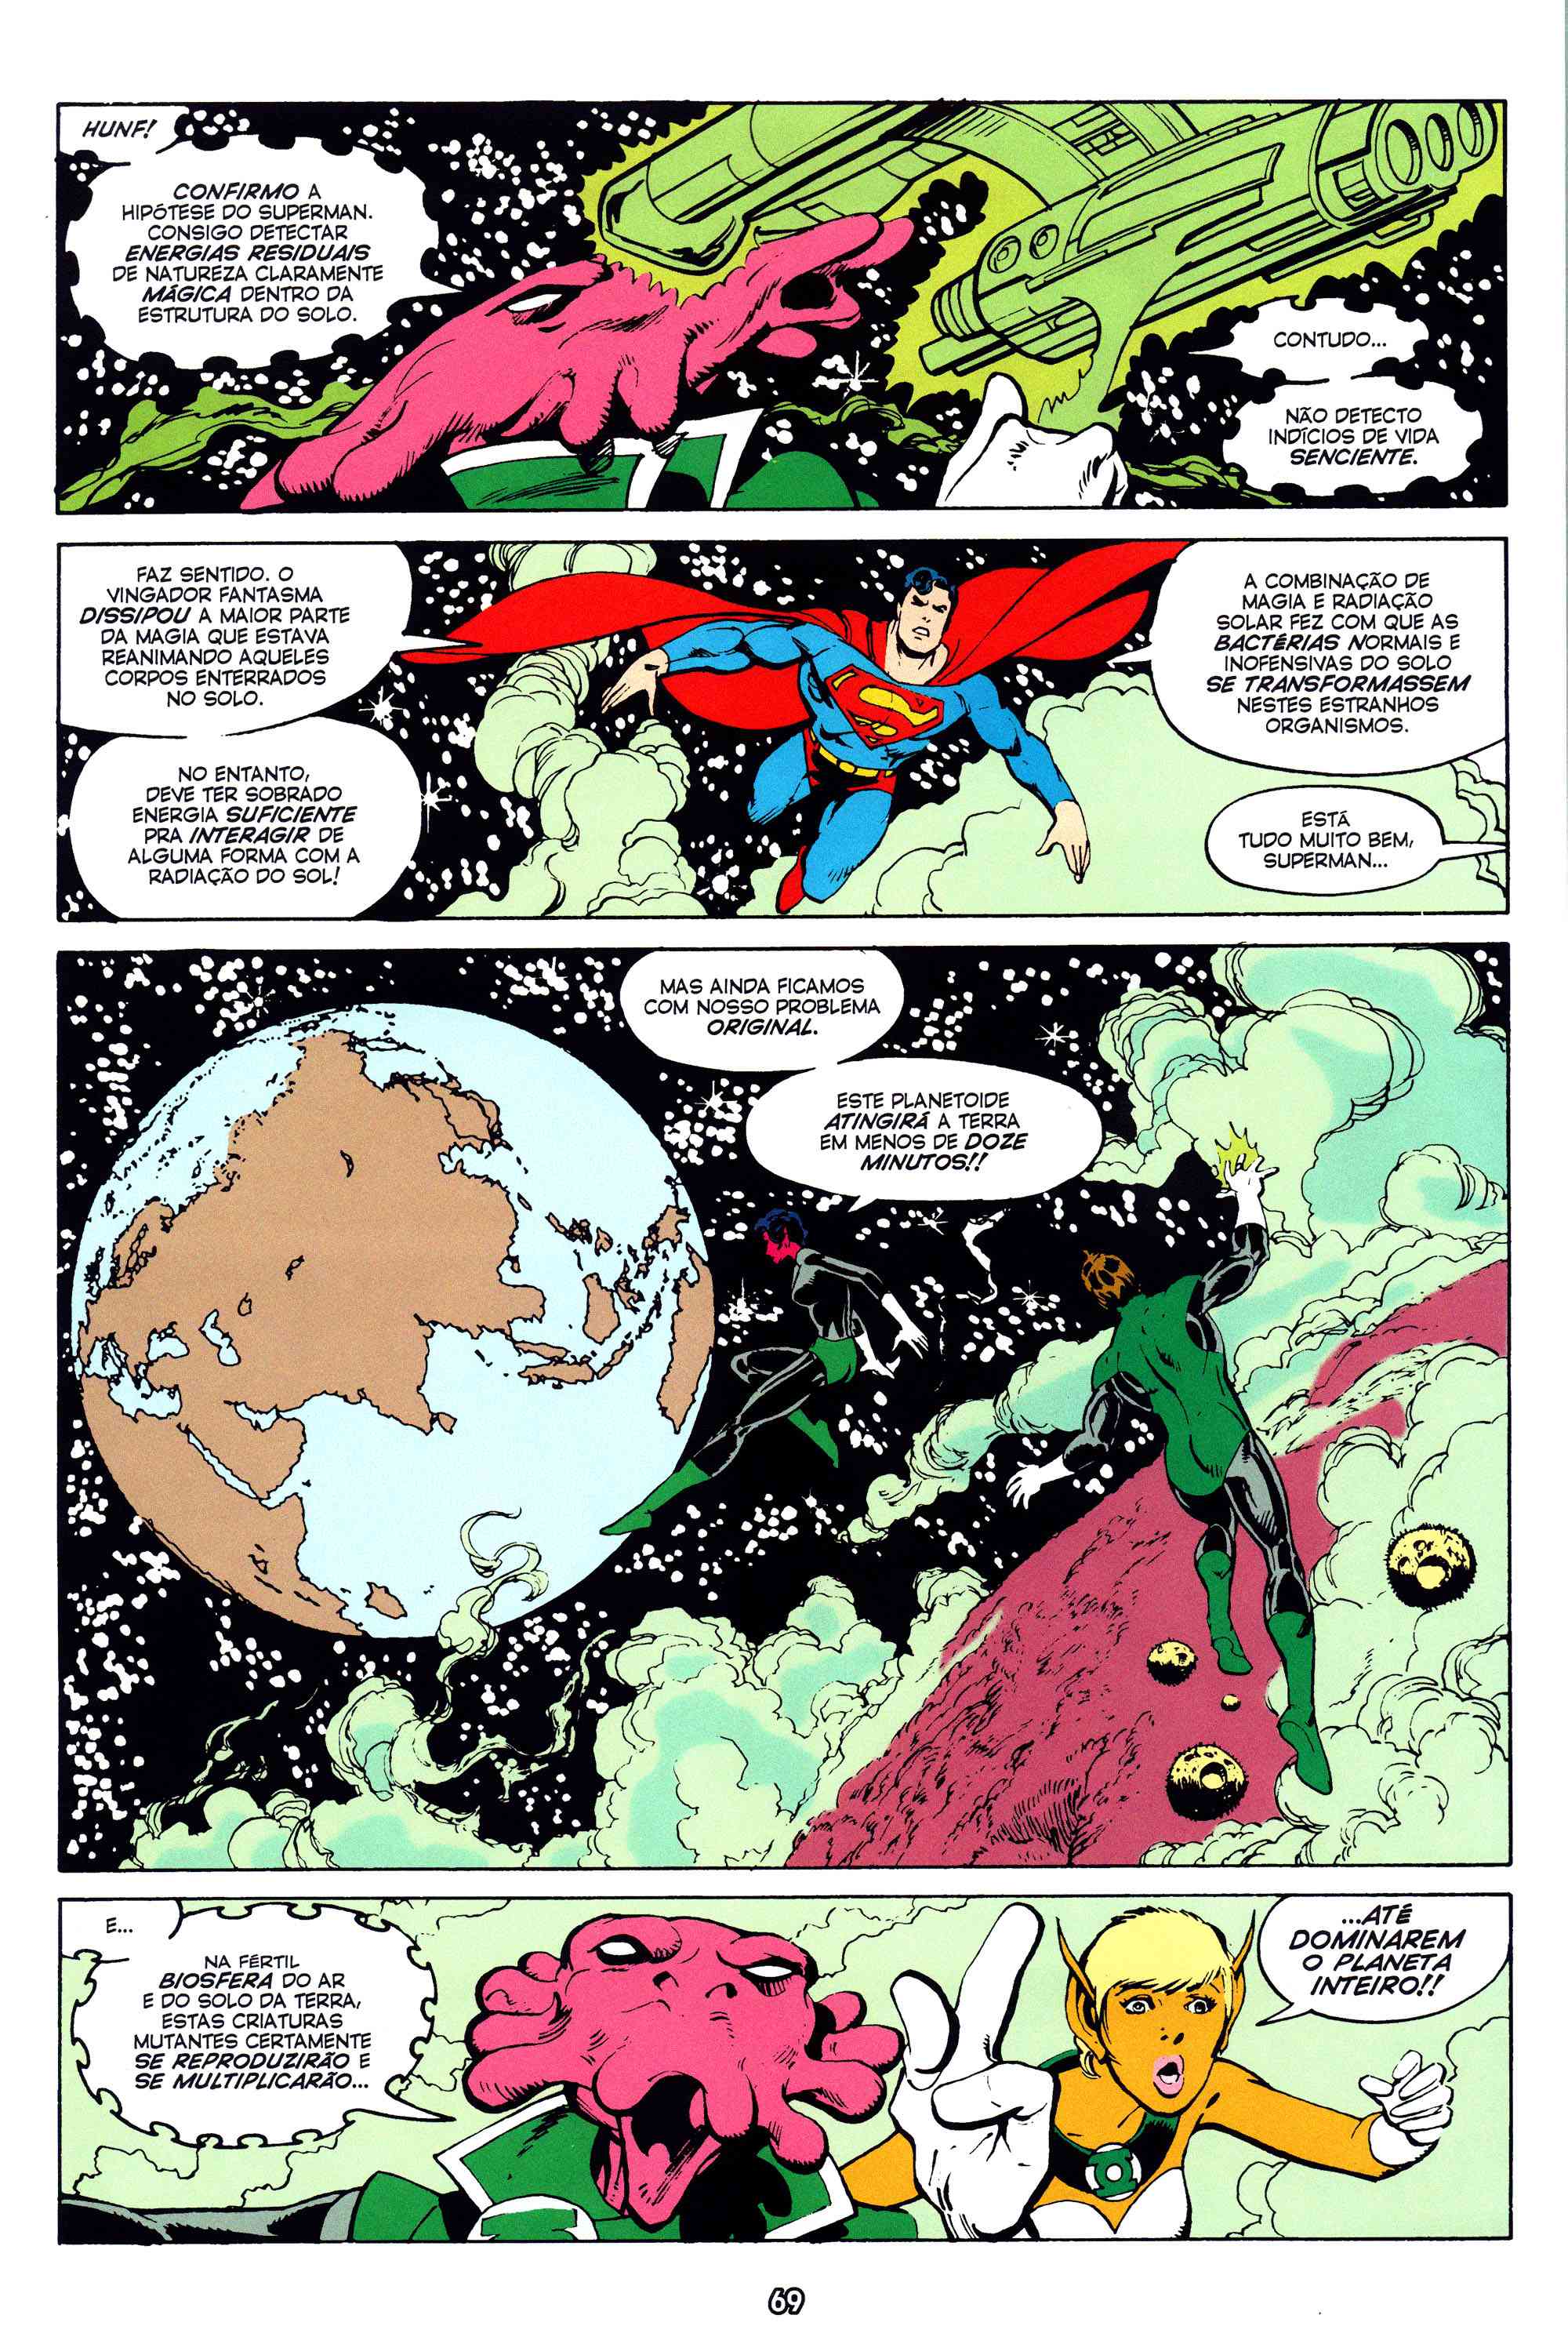 HUNF!
CONFIRMO A
HIPÓTESE DO SUPERMAN.
CONSIGO DETECTAR
ENERGIAS RESIDUAIS
DE NATUREZA CLARAMENTE
MÁGICA DENTRO DA
ESTRUTURA DO SOLO.
CONTUDO...
NÃO DETECTO
INDÍCIOS DE VIDA
SENCIENTE.
FAZ SENTIDO. O
VINGADOR FANTASMA
DISSIPOU A MAIOR PARTE
DA MAGIA QUE ESTAVA
REANIMANDO AQUELES
CORPOS ENTERRADOS
NO SOLO.
NO ENTANTO,
DEVE TER SOBRADO
ENERGIA SUFICIENTE
PRA INTERAGIR DE
ALGUMA FORMA COM A
RADIAÇÃO DO SOL!
A COMBINAÇÃO DE
MAGIA E RADIAÇÃO
SOLAR FEZ COM QUE AS
BACTÉRIAS NORMAIS E
INOFENSIVAS DO SOLO
SE TRANSFORMASSEM
NESTES ESTRANHOS
ORGANISMOS.
ESTÁ
TUDO MUITO BEM,
SUPERMAN...
MAS AINDA FICAMOS
COM NOSSO PROBLEMA
ORIGINAL.
ESTE PLANETOIDE
ATINGIRÁ A TERRA
EM MENOS DE DOZE
MINUTOS!!
E...
NA FÉRTIL
BIOSFERA DO AR
E DO SOLO DA TERRA,
ESTAS CRIATURAS
MUTANTES CERTAMENTE
SE REPRODUZIRÃO E
SE MULTIPLICARÃO...
...ATÉ
DOMINAREM
O PLANETA
INTEIRO!!
69